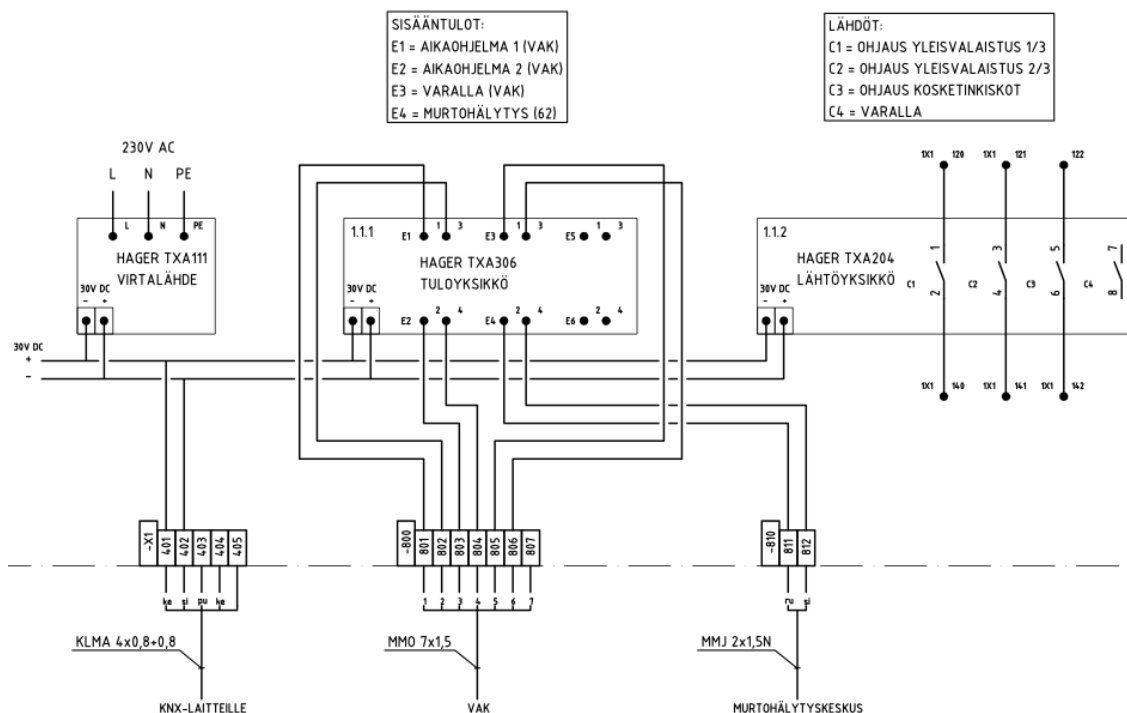 SISÄÄNTULOT:
E1 = AIKAOHJELMA 1 (VAK)
E2 = AIKAOHJELMA 2 (VAK)
E3 = VARALLA (VAK)
E4 = MURTOHÄLYTYS (62)
LÄHDÖT:
C1 = OHJAUS YLEISVALAISTUS 1/3
C2 = OHJAUS YLEISVALAISTUS 2/3
C3 = OHJAUS KOSKETINKISKOT
C4 = VARALLA
230V AC
L N PE
L N PE
HAGER TXA111
VIRTALÄHDE
30V DC
- +
1.1.1
E1 1 3 E3 1 3 E5 1 3
HAGER TXA306
TULOYKSIKKÖ
30V DC
- +
E2 2 4 E4 2 4 E6 2 4
1X1 120 1X1 121 122
1.1.2
HAGER TXA204
LÄHTÖYKSIKKÖ
30V DC
- +
1 3 5 7
C1 C2 C3 C4
2 4 6 8
1X1 140 1X1 141 1X1 142
30V DC
+
-
-X1 401 402 403 404 405
-800 801 802 803 804 805 806 807
-810 811 812
ke si pu ke
1 2 3 4 5 6 7
ru si
KLMA 4x0,8+0,8
MMO 7x1,5
MMJ 2x1,5N
KNX-LAITTEILLE
VAK
MURTOHÄLYTYSKESKUS